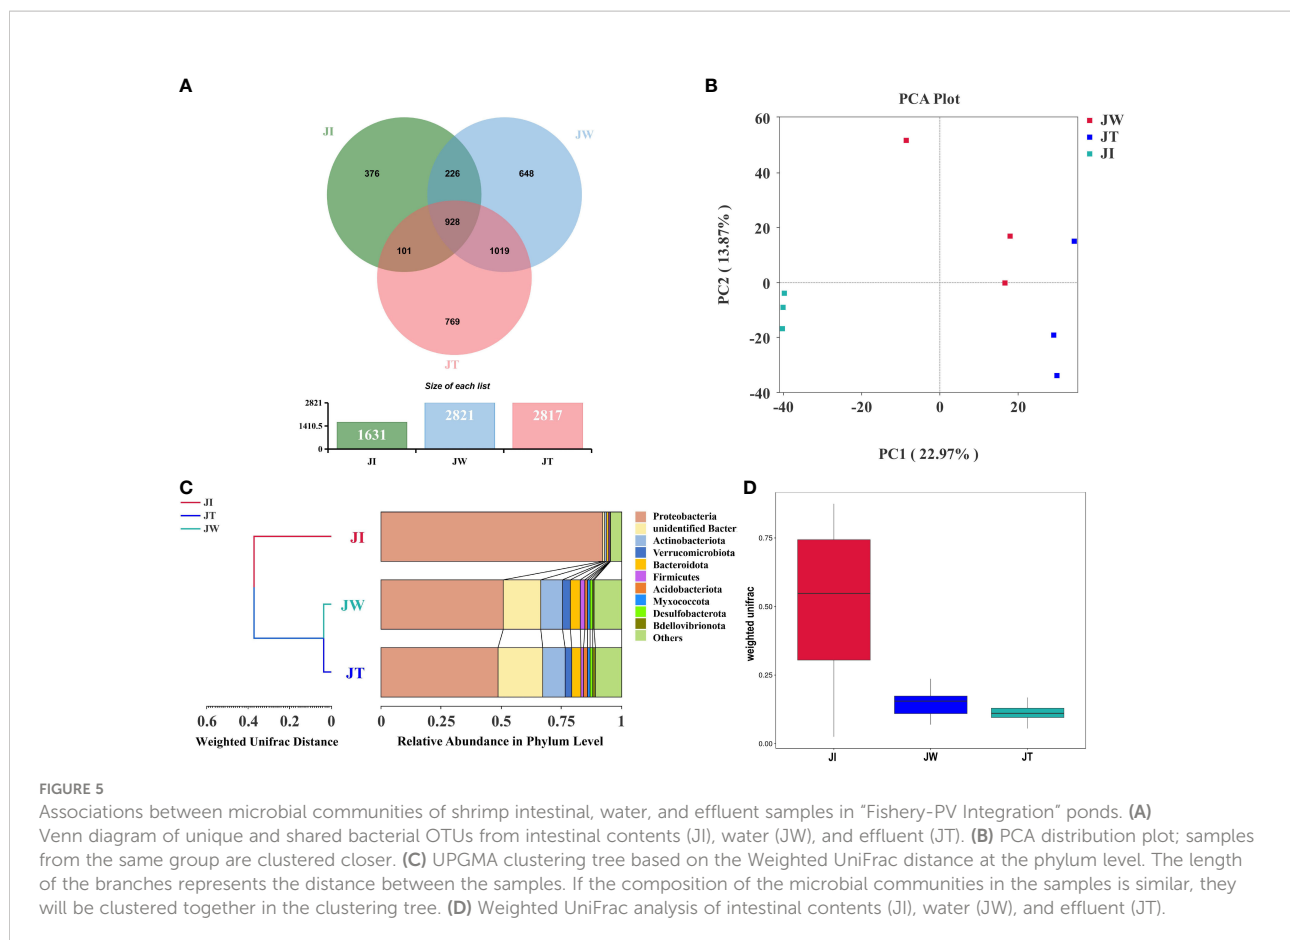 A
JI
JW
376
226
648
928
101
1019
769
JT
Size of each list
2821
1410.5
0
1631
2821
2817
JI
JW
JT
B
PCA Plot
JW
JT
JI
60
40
20
0
-20
-40
PC2 ( 13.87% )
-40
-20
0
20
PC1 ( 22.97% )
C
JI
JT
JW
JI
JW
JT
0.6
0.4
0.2
0
Weighted Unifrac Distance
0
0.25
0.5
0.75
1
Relative Abundance in Phylum Level
Proteobacteria
unidentified Bacter
Actinobacteriota
Verrucomicrobiota
Bacteroidota
Firmicutes
Acidobacteriota
Myxococcota
Desulfobacterota
Bdellovibrionota
Others
D
weighted unifrac
0.75
0.50
0.25
0.00
JI
JW
JT
FIGURE 5
Associations between microbial communities of shrimp intestinal, water, and effluent samples in “Fishery-PV Integration” ponds. (A)
Venn diagram of unique and shared bacterial OTUs from intestinal contents (JI), water (JW), and effluent (JT). (B) PCA distribution plot; samples
from the same group are clustered closer. (C) UPGMA clustering tree based on the Weighted UniFrac distance at the phylum level. The length
of the branches represents the distance between the samples. If the composition of the microbial communities in the samples is similar, they
will be clustered together in the clustering tree. (D) Weighted UniFrac analysis of intestinal contents (JI), water (JW), and effluent (JT).